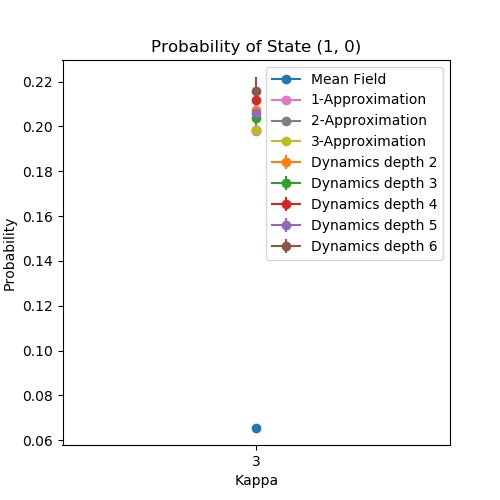 Probability of State (1, 0)
Probability
0.22
0.20
0.18
0.16
0.14
0.12
0.10
0.08
0.06
Mean Field
1-Approximation
2-Approximation
3-Approximation
Dynamics depth 2
Dynamics depth 3
Dynamics depth 4
Dynamics depth 5
Dynamics depth 6
3
Kappa